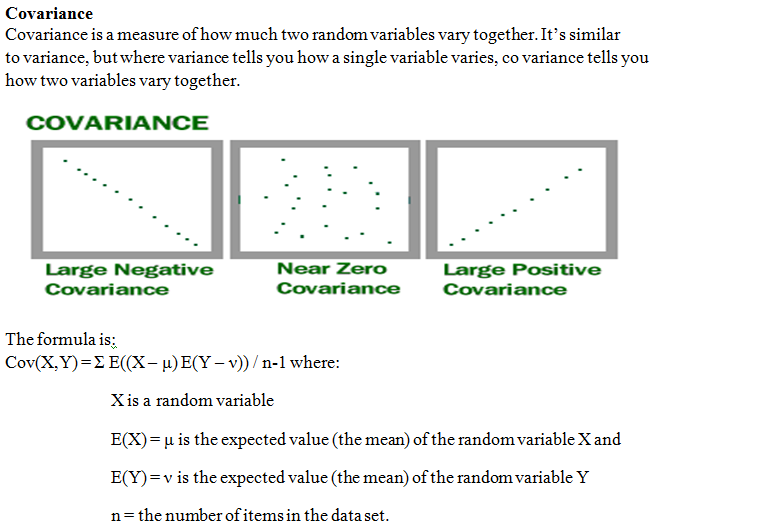 Covariance
Covariance is a measure of how much two random variables vary together. It's similar
to variance, but where variance tells you how a single variable varies, co variance tells you
how two variables vary together.
COVARIANCE
Large Negative
Covariance
Near Zero
Covariance
Large Positive
Covariance
The formula is:
Cov(X,Y) = Σ E((X – μ) E(Y – ν)) / n-1 where:
X is a random variable
E(X) = μ is the expected value (the mean) of the random variable X and
E(Y) = ν is the expected value (the mean) of the random variable Y
n = the number of items in the data set.